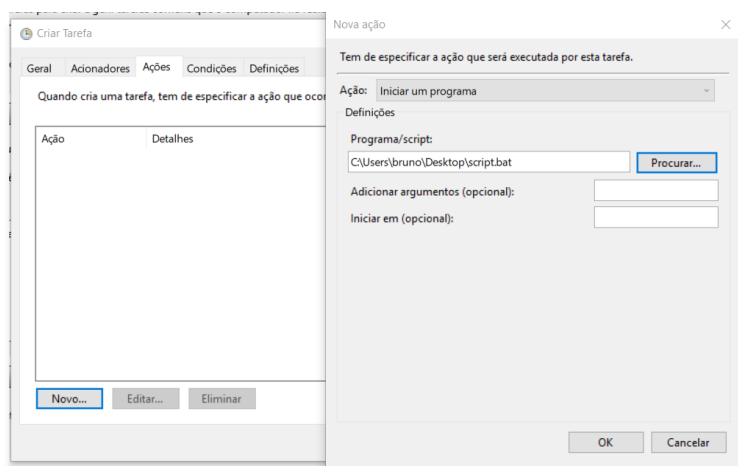 Criar Tarefa
Geral Acionadores Ações Condições Definições
Quando cria uma tarefa, tem de especificar a ação que ocor
Ação Detalhes
Novo... Editar... Eliminar
Nova ação
Tem de especificar a ação que será executada por esta tarefa.
Ação: Iniciar um programa
Definições
Programa/script:
C:\Users\bruno\Desktop\script.bat Procurar...
Adicionar argumentos (opcional):
Iniciar em (opcional):
OK Cancelar